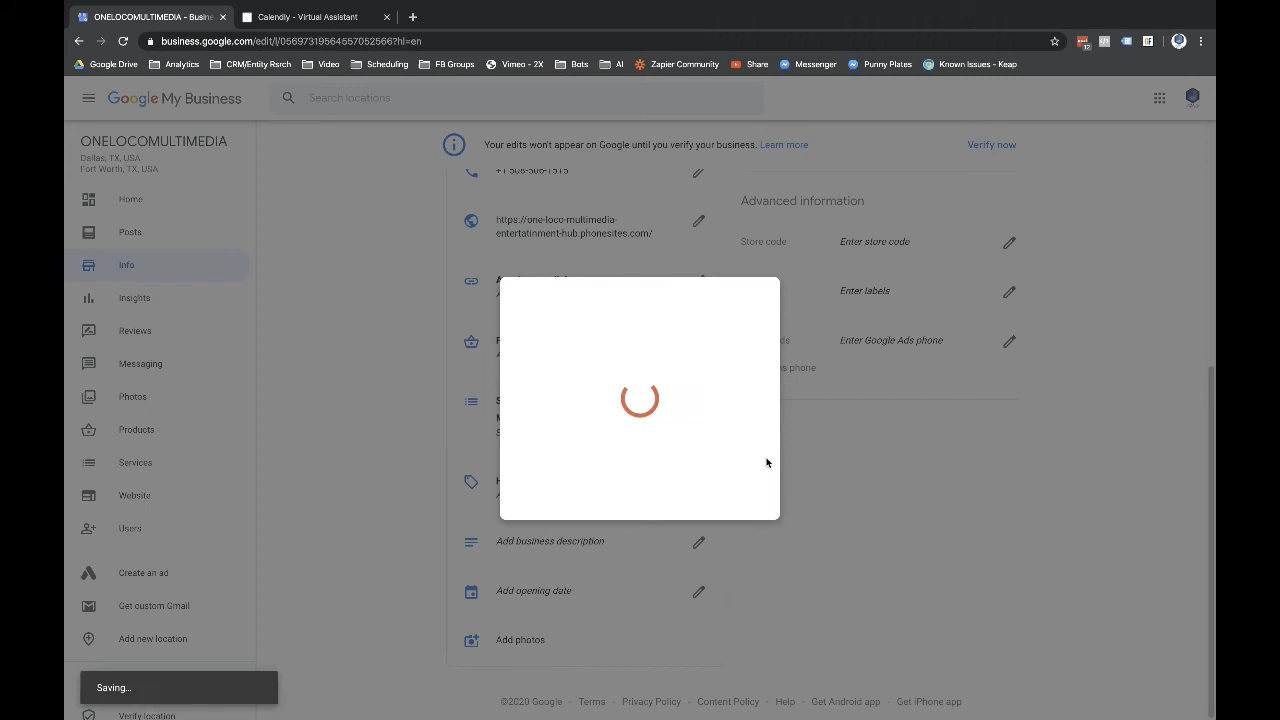 ONELOCOMULTIMEDIA - Busine
Calendly - Virtual Assistant
business.google.com/edit/l/05697319564557052566?hl=en
12
Google Drive
Analytics
CRM/Entity Rsrch
Video
Scheduling
FB Groups
Vimeo - 2X
Bots
AI
Zapier Community
Share
Messenger
Punny Plates
Known Issues - Keap
Google My Business
Search locations
ONELOCOMULTIMEDIA
Dallas, TX, USA
Fort Worth, TX, USA
Home
Posts
Info
Insights
Reviews
Messaging
Photos
Products
Services
Website
Users
Create an ad
Get custom Gmail
Add new location
Saving...
Verify location
Your edits won't appear on Google until you verify your business. Learn more
Verify now
https://one-loco-multimedia-
entertainment-hub.phonesites.com/
Add business description
Add opening date
Add photos
Advanced information
Store code
Enter store code
Enter labels
Enter Google Ads phone
phone
©2020 Google - Terms - Privacy Policy - Content Policy - Help - Get Android app - Get iPhone app